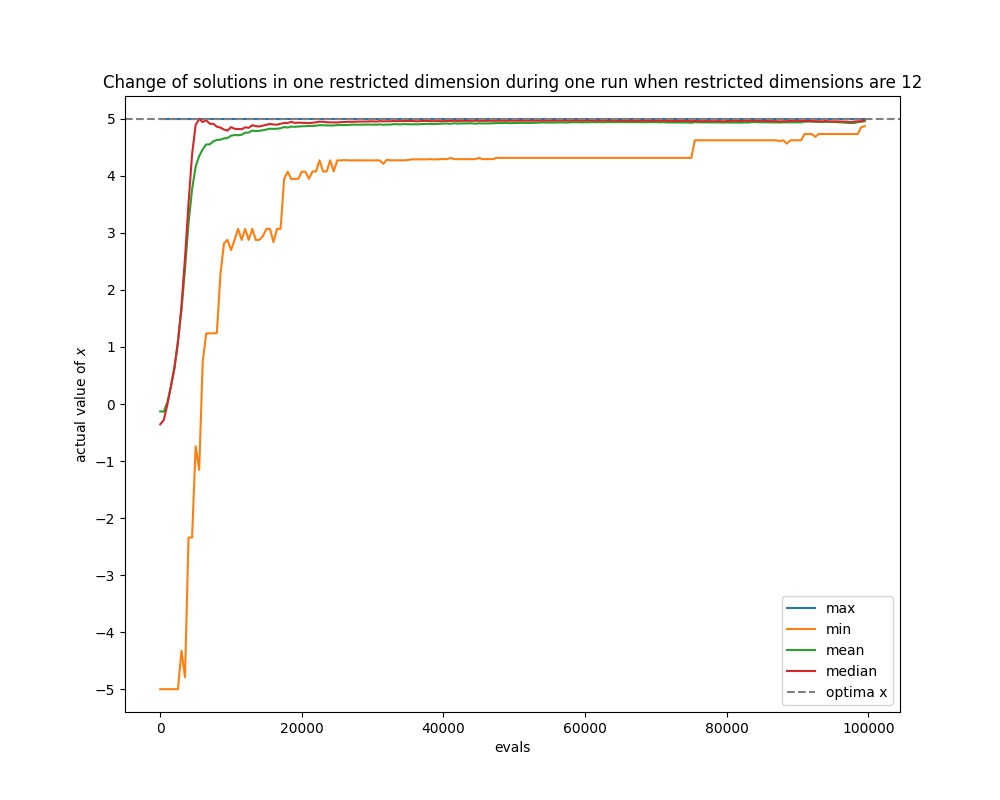 Change of solutions in one restricted dimension during one run when restricted dimensions are 12
5
4
3
2
1
0
−1
−2
−3
−4
−5
actual value of x
0 20000 40000 60000 80000 100000
evals
max
min
mean
median
optima x